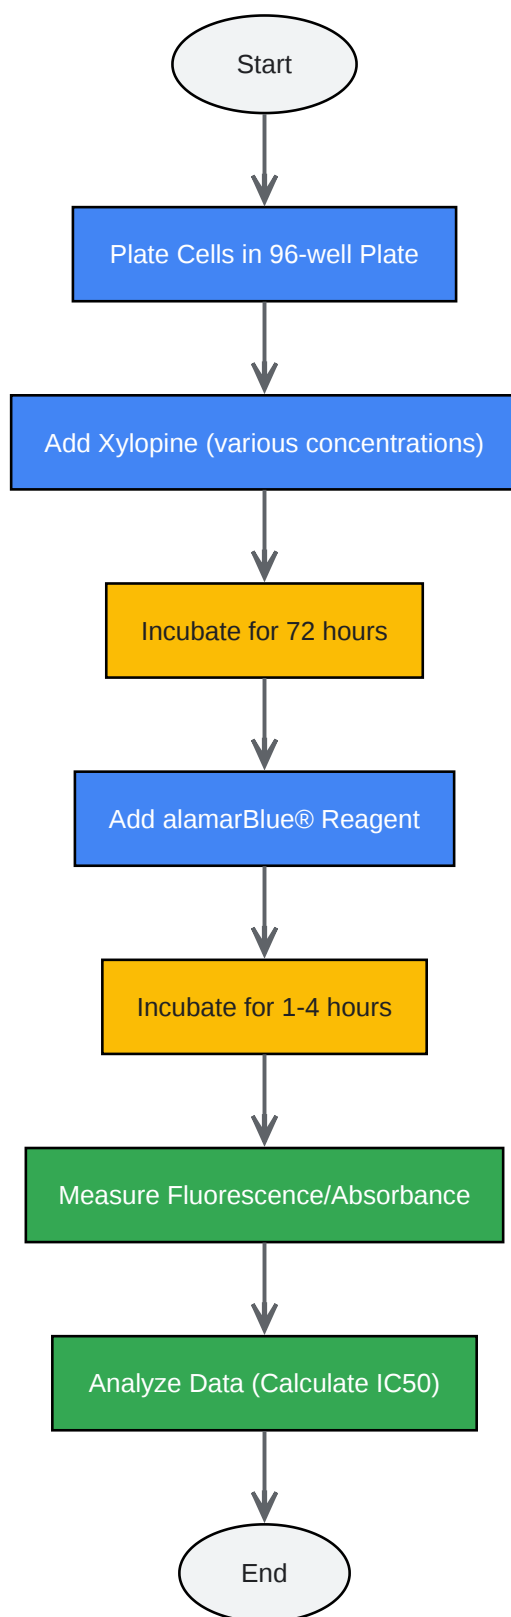 Start
Plate Cells in 96-well Plate
Add Xylopine (various concentrations)
Incubate for 72 hours
Add alamarBlue® Reagent
Incubate for 1-4 hours
Measure Fluorescence/Absorbance
Analyze Data (Calculate IC50)
End